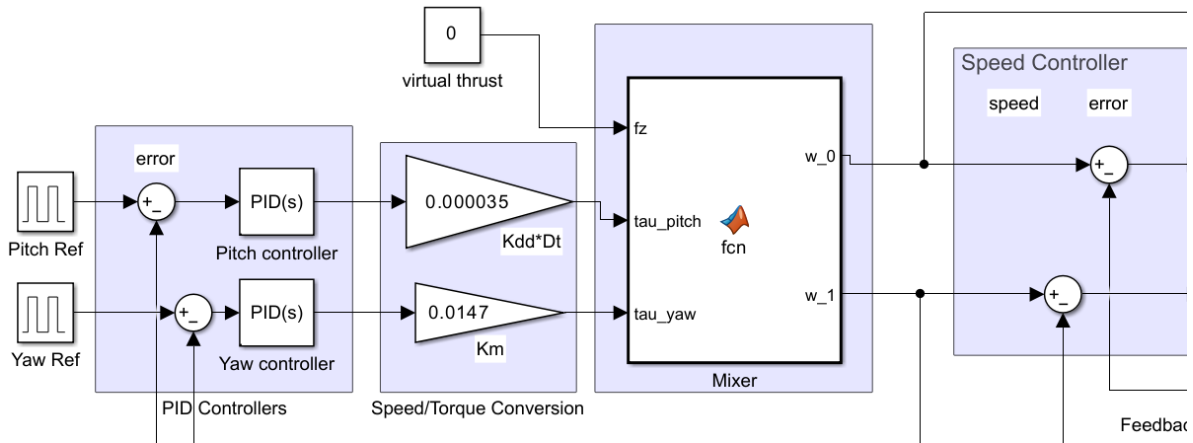 0
virtual thrust
Speed Controller
speed
error
fz
w_0
error
+
-
+
-
PID(s)
0.000035
tau_pitch
fcn
Pitch Ref
Pitch controller
Kdd*Dt
w_1
+
-
+
-
PID(s)
0.0147
tau_yaw
Yaw Ref
Yaw controller
Km
Mixer
PID Controllers
Speed/Torque Conversion